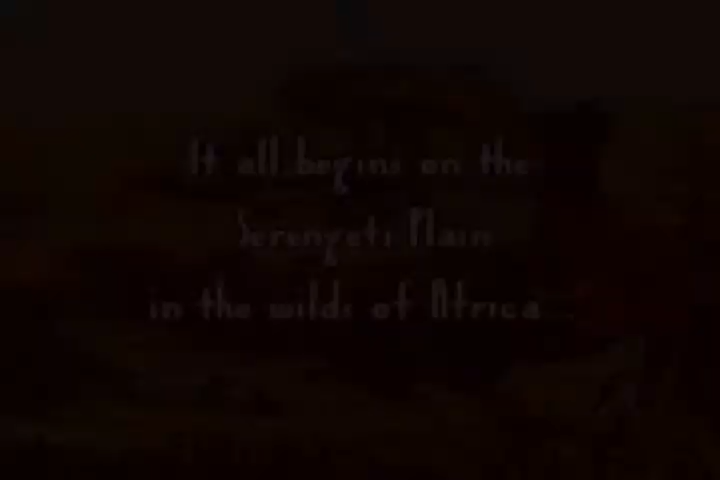 It all begins on the
Serengeti Plain
in the wilds of Africa...